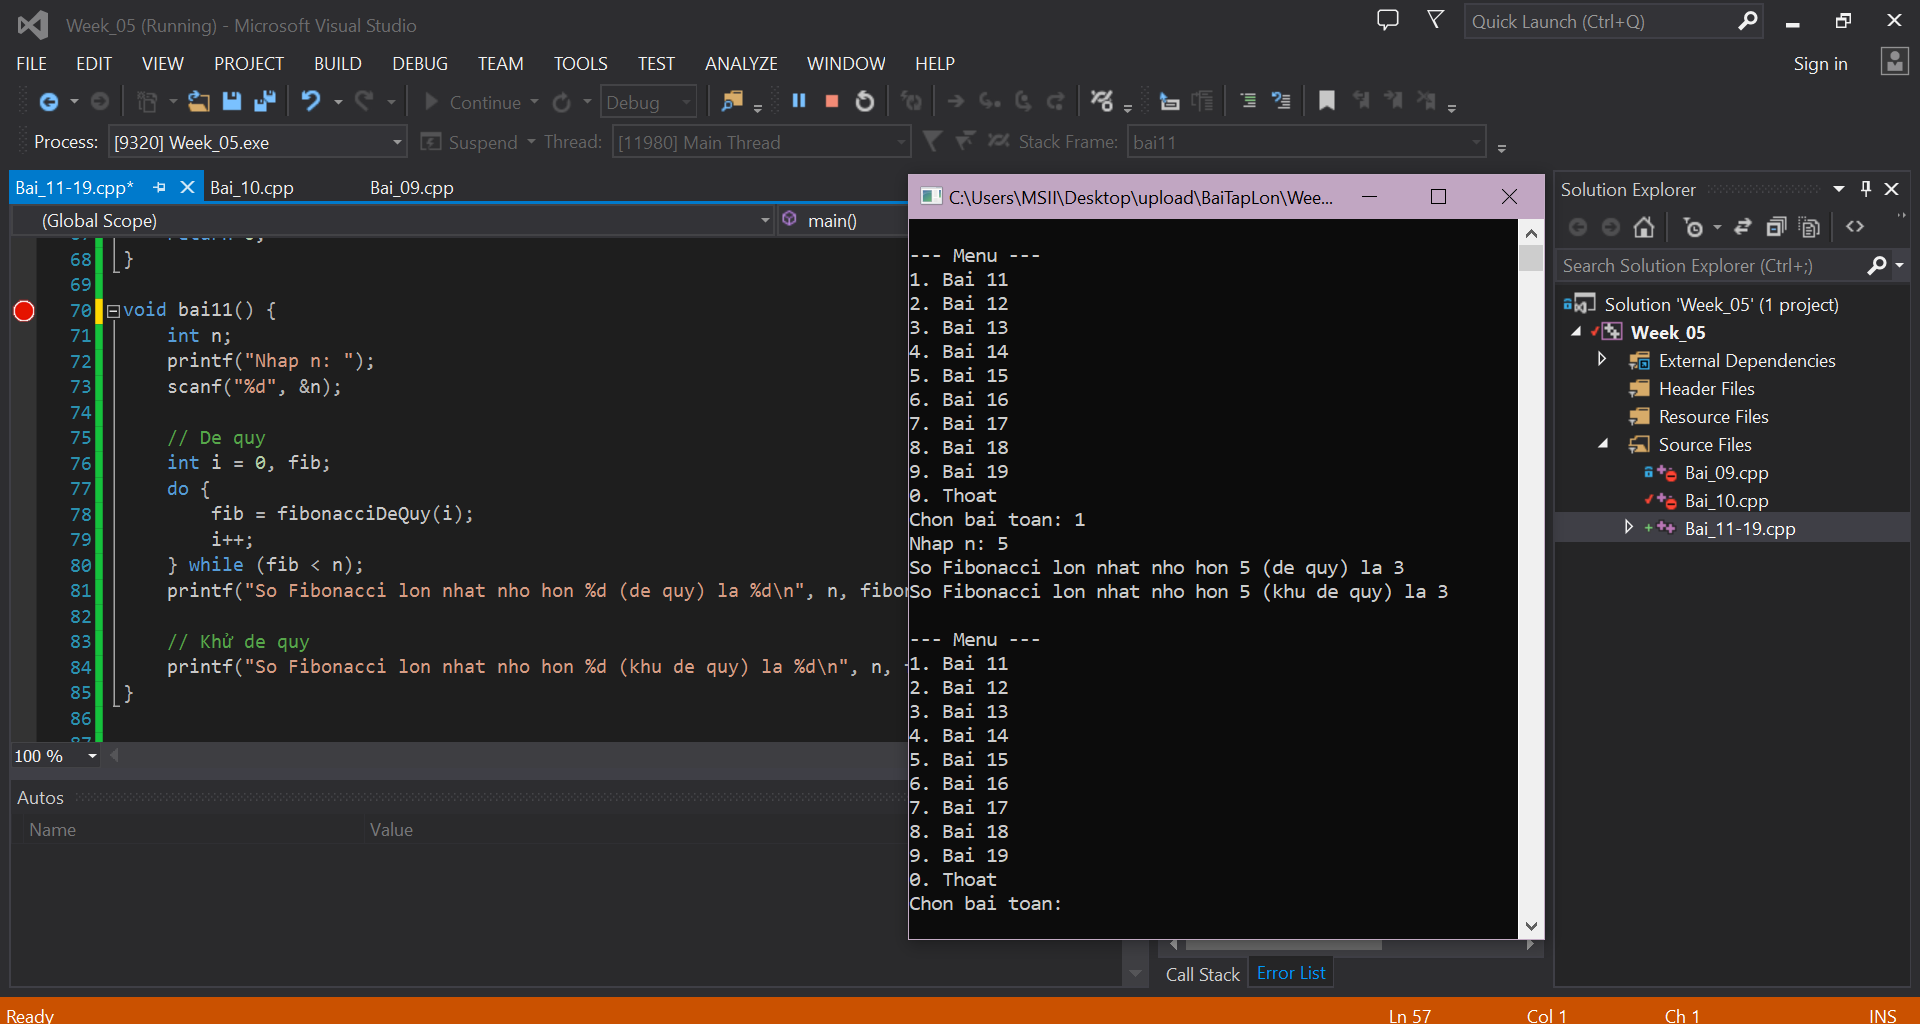 Week_05 (Running) - Microsoft Visual Studio
Quick Launch (Ctrl+Q)
FILE EDIT VIEW PROJECT BUILD DEBUG TEAM TOOLS TEST ANALYZE WINDOW HELP
Sign in
Continue
Debug
Process: [9320] Week_05.exe
Suspend
Thread: [11980] Main Thread
Stack Frame: bai11
Bai_11-19.cpp* Bai_10.cpp Bai_09.cpp
(Global Scope)
main()
68 }
69
70 void bai11() {
71 int n;
72 printf("Nhap n: ");
73 scanf("%d", &n);
74
75 // De quy
76 int i = 0, fib;
77 do {
78 fib = fibonacciDeQuy(i);
79 i++;
80 } while (fib < n);
81 printf("So Fibonacci lon nhat nho hon %d (de quy) la %d\n", n, fibon
82
83 // Khử de quy
84 printf("So Fibonacci lon nhat nho hon %d (khu de quy) la %d\n", n,
85 }
86
100 %
Autos
Name Value
C:\Users\MSII\Desktop\upload\BaiTapLon\Wee...
--- Menu ---
1. Bai 11
2. Bai 12
3. Bai 13
4. Bai 14
5. Bai 15
6. Bai 16
7. Bai 17
8. Bai 18
9. Bai 19
0. Thoat
Chon bai toan: 1
Nhap n: 5
So Fibonacci lon nhat nho hon 5 (de quy) la 3
So Fibonacci lon nhat nho hon 5 (khu de quy) la 3
--- Menu ---
1. Bai 11
2. Bai 12
3. Bai 13
4. Bai 14
5. Bai 15
6. Bai 16
7. Bai 17
8. Bai 18
9. Bai 19
0. Thoat
Chon bai toan:
Call Stack Error List
Solution Explorer
Search Solution Explorer (Ctrl+;)
Solution 'Week_05' (1 project)
Week_05
External Dependencies
Header Files
Resource Files
Source Files
Bai_09.cpp
Bai_10.cpp
Bai_11-19.cpp
Ready
Ln 57 Col 1 Ch 1 INS